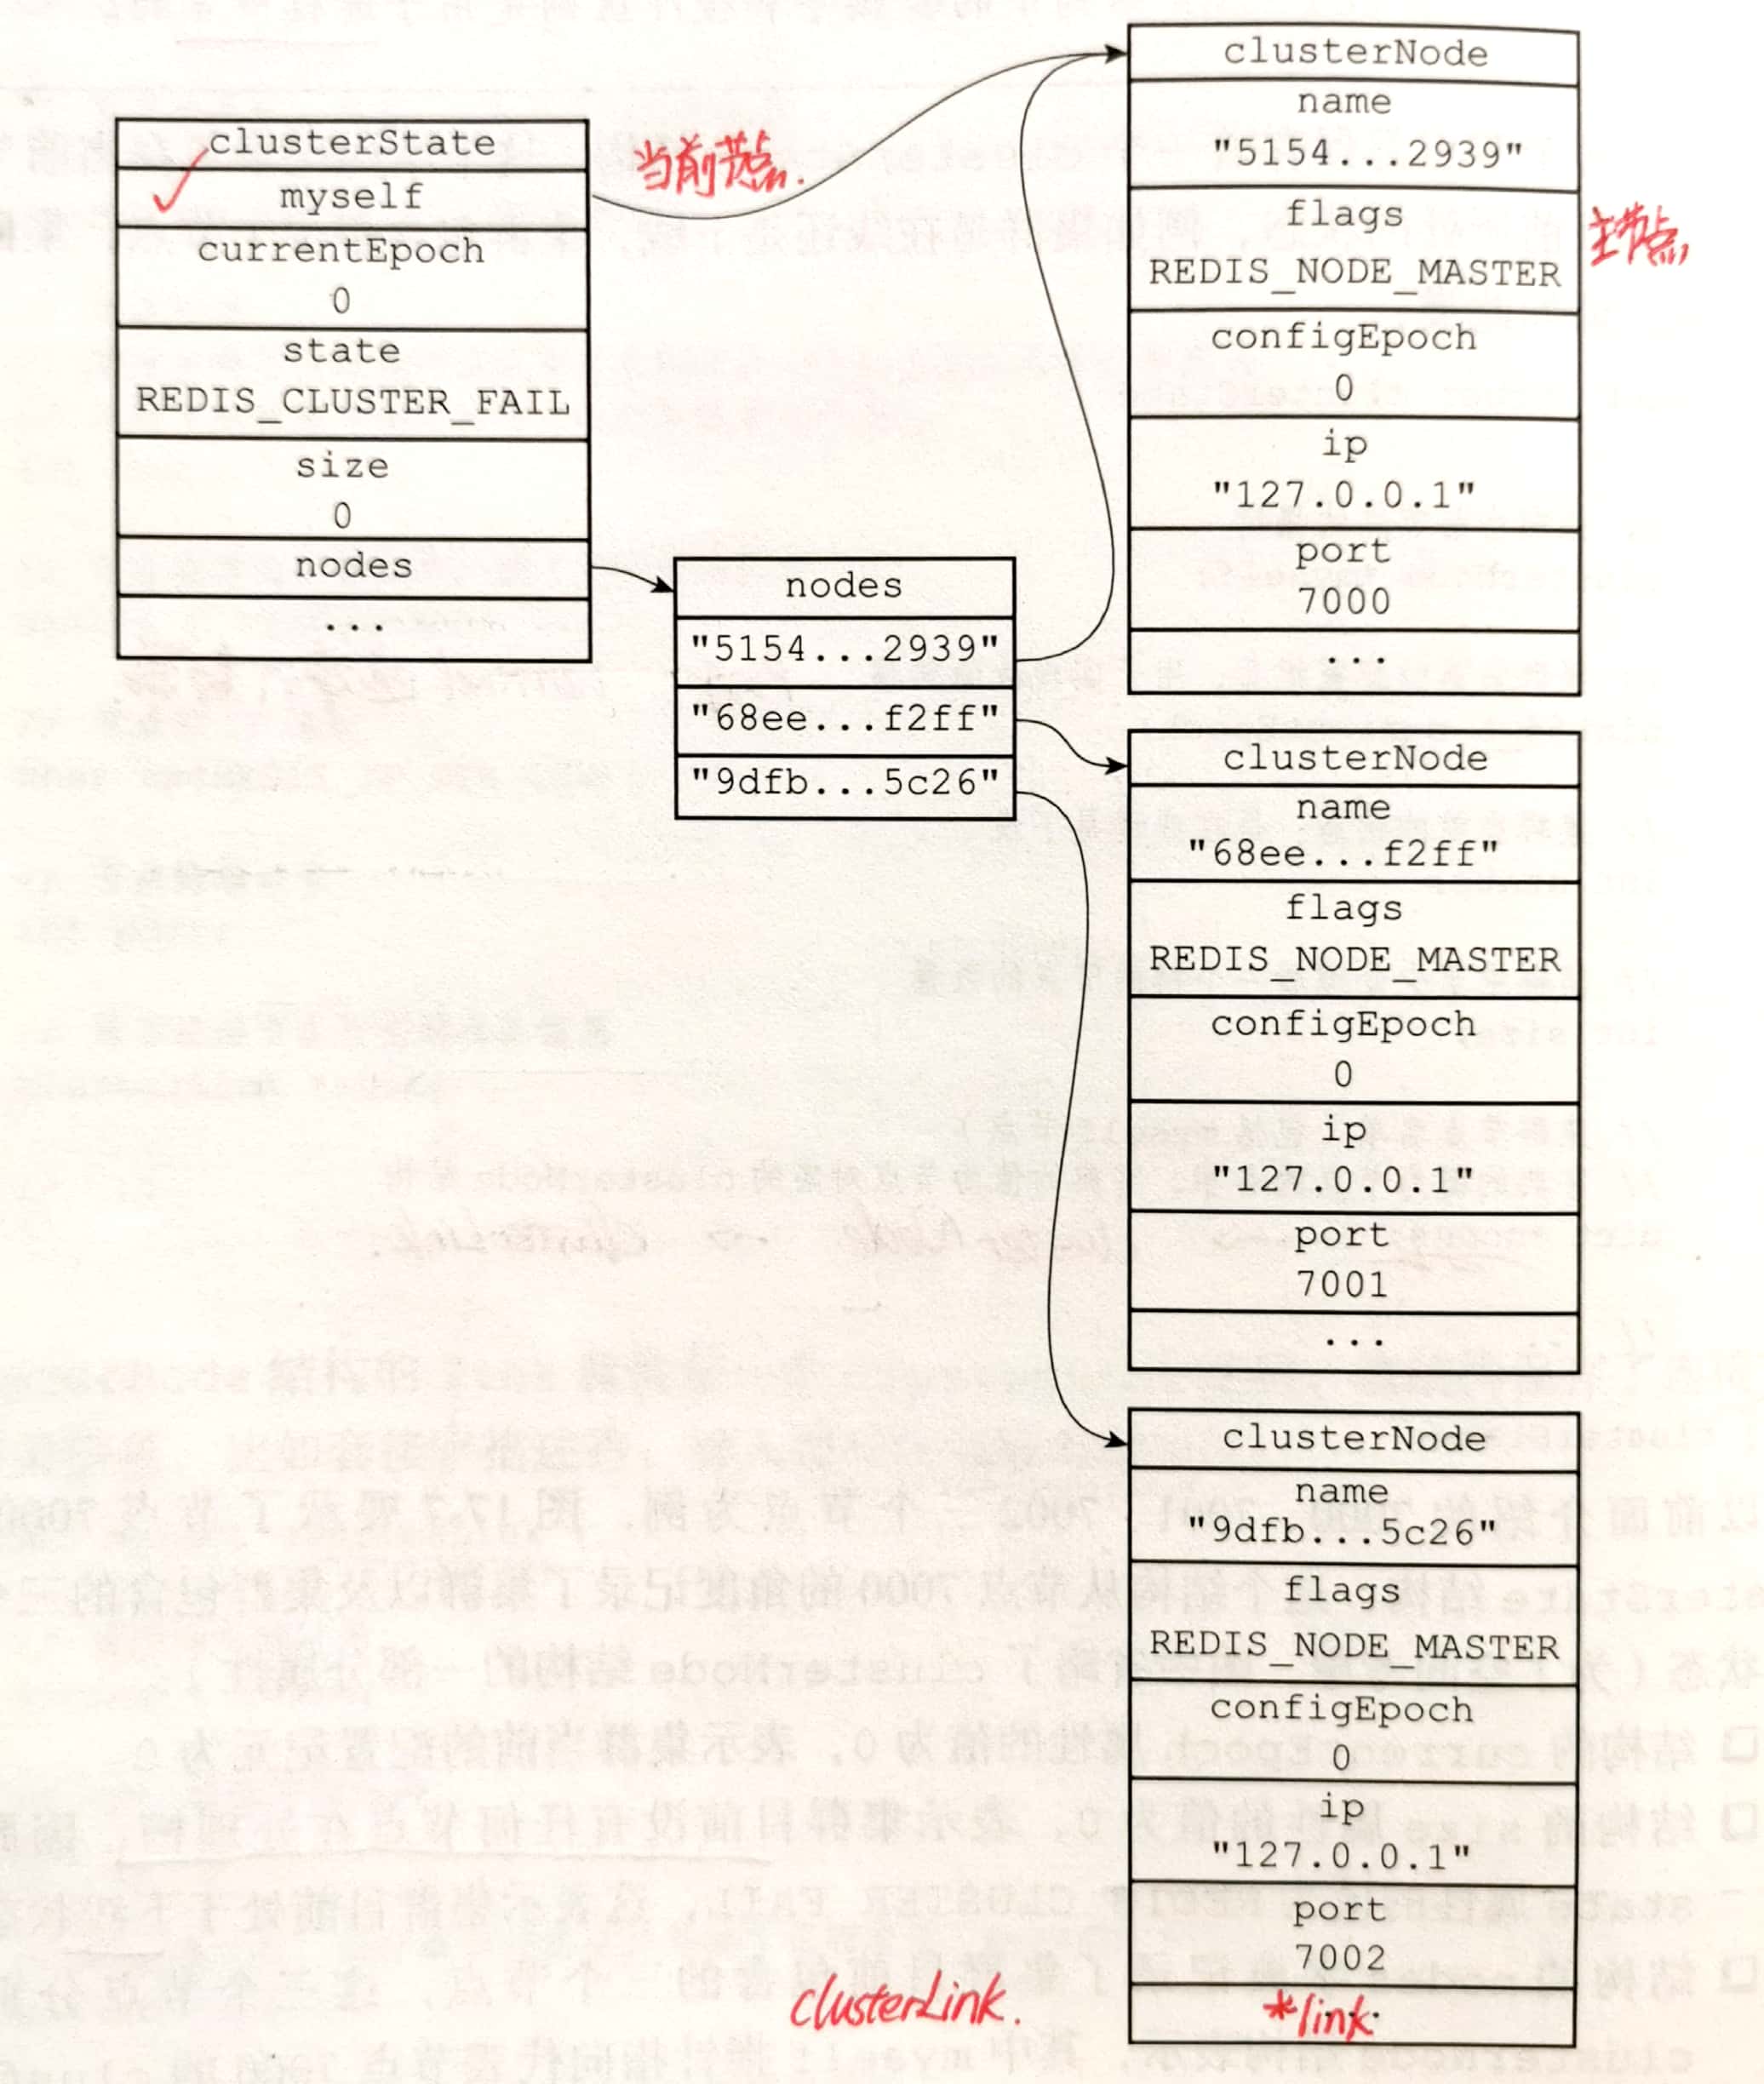 clusterState
myself
currentEpoch
0
state
REDIS_CLUSTER_FAIL
size
0
nodes
...
当前节点.
nodes
"5154...2939"
"68ee...f2ff"
"9dfb...5c26"
clusterNode
name
"5154...2939"
flags
REDIS_NODE_MASTER
主节点,
configEpoch
0
ip
"127.0.0.1"
port
7000
...
clusterNode
name
"68ee...f2ff"
flags
REDIS_NODE_MASTER
configEpoch
0
ip
"127.0.0.1"
port
7001
...
clusterNode
name
"9dfb...5c26"
flags
REDIS_NODE_MASTER
configEpoch
0
ip
"127.0.0.1"
port
7002
*link
clusterLink.